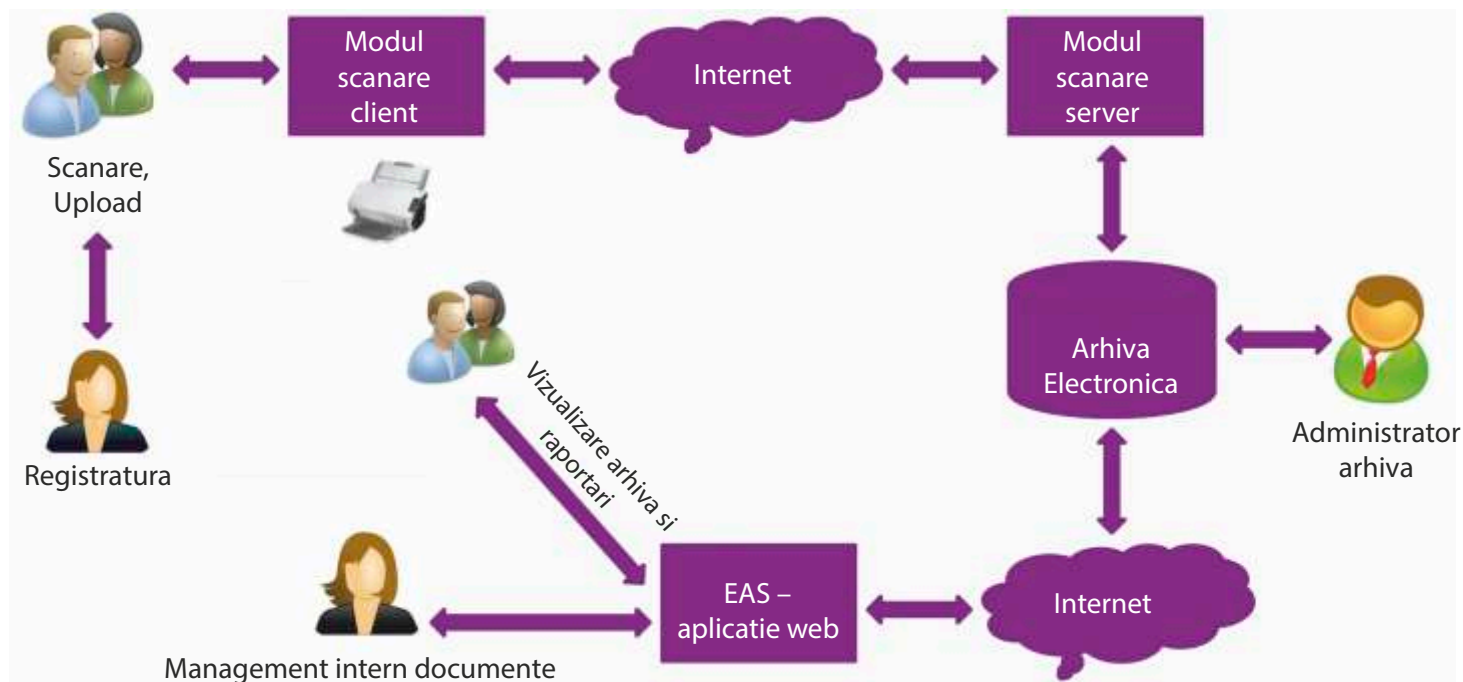 Modul
scanare
client
Internet
Modul
scanare
server
Scanare,
Upload
Arhiva
Electronica
Administrator
arhiva
Registratura
Vizualizare arhiva si
raportari
EAS –
aplicatie web
Internet
Management intern documente